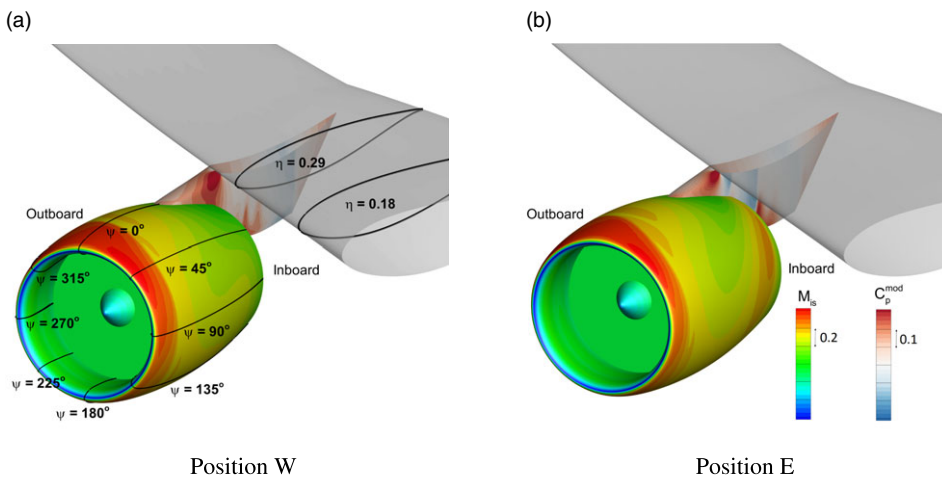 (a)
(b)
η = 0.29
η = 0.18
Outboard
ψ = 0°
ψ = 45°
Inboard
ψ = 315°
ψ = 270°
ψ = 90°
ψ = 225°
ψ = 135°
ψ = 180°
Outboard
Inboard
M_is
0.2
C_p^mod
0.1
Position W
Position E